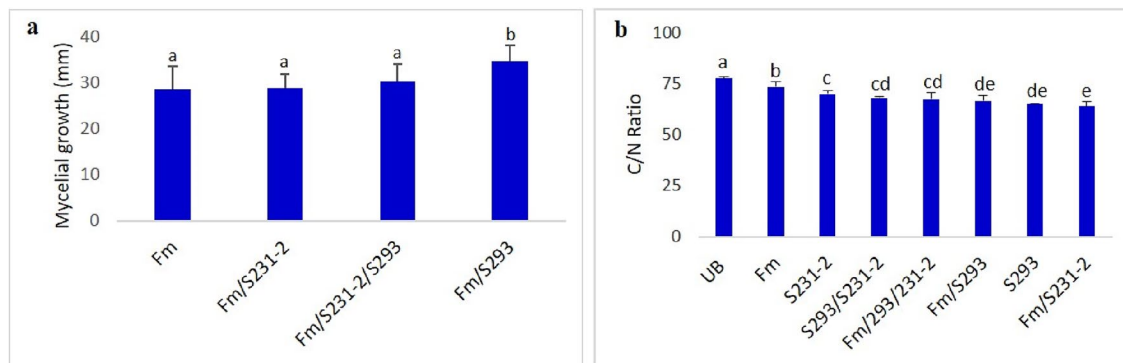 a
Mycelial growth (mm)
40
30
20
10
0
a
a
a
b
Fm
Fm/S231-2
Fm/S231-2/S293
Fm/S293
b
C/N Ratio
100
75
50
25
0
a
b
c
cd
cd
de
de
e
UB
Fm
S231-2
S293/S231-2
Fm/293/231-2
Fm/S293
S293
Fm/S231-2